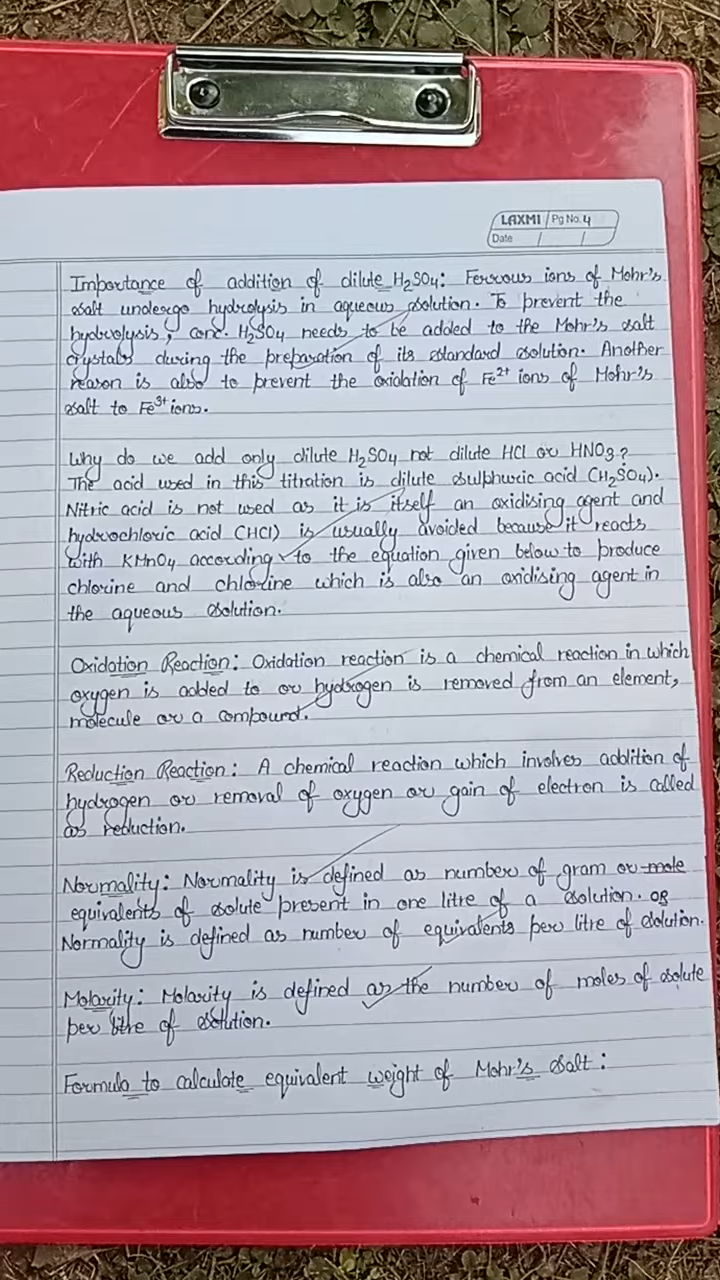 LAXMI Pg No. 4
Date
Importance of addition of dilute H₂SO₄: Ferrous ions of Mohr's
salt undergo hydrolysis in aqueous solution. To prevent the
hydrolysis, conc. H₂SO₄ needs to be added to the Mohr's salt
crystals during the preparation of its standard solution. Another
reason is also to prevent the oxidation of Fe²⁺ ions of Mohr's
salt to Fe³⁺ ions.
Why do we add only dilute H₂SO₄ not dilute HCl or HNO₃?
The acid used in this titration is dilute sulphuric acid (H₂SO₄).
Nitric acid is not used as it is itself an oxidising agent and
hydrochloric acid (HCl) is usually avoided because it reacts
with KMnO₄ according to the equation given below to produce
chlorine and chlorine which is also an oxidising agent in
the aqueous solution.
Oxidation Reaction: Oxidation reaction is a chemical reaction in which
oxygen is added to or hydrogen is removed from an element,
molecule or a compound.
Reduction Reaction: A chemical reaction which involves addition of
hydrogen or removal of oxygen or gain of electron is called
as reduction.
Normality: Normality is defined as number of gram or mole
equivalents of solute present in one litre of a solution. OR
Normality is defined as number of equivalents per litre of solution.
Molarity: Molarity is defined as the number of moles of solute
per litre of solution.
Formula to calculate equivalent weight of Mohr's salt: